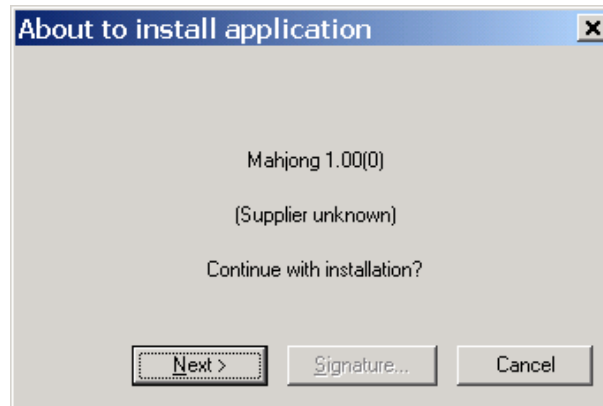 About to install application
Mahjong 1.00(0)
(Supplier unknown)
Continue with installation?
Next > Signature... Cancel